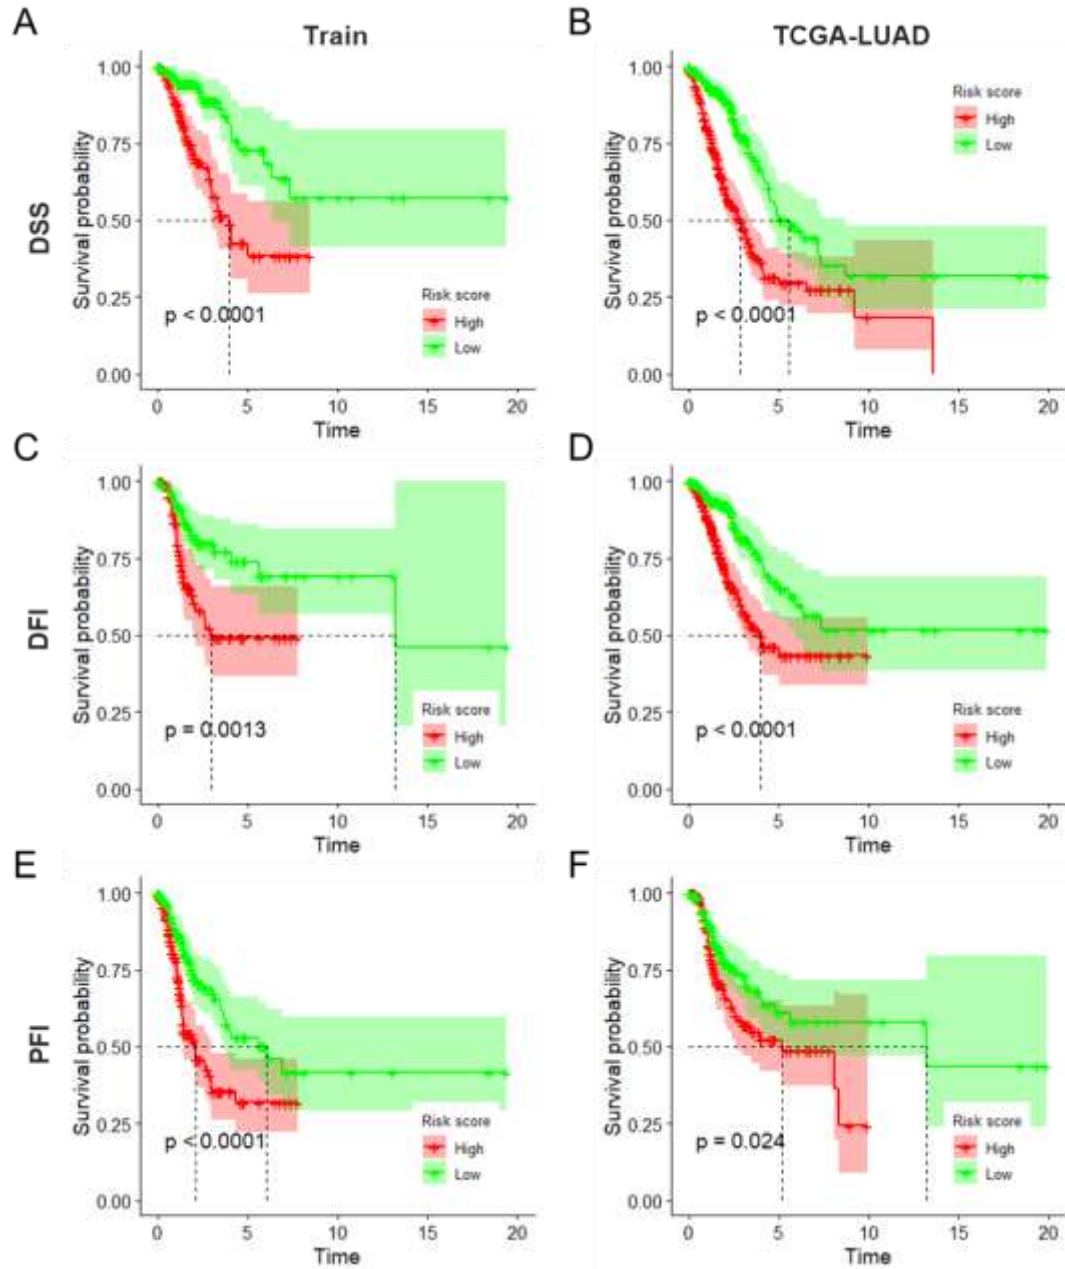 A
Train
B
TCGA-LUAD
DSS
Survival probability
1.00
0.75
0.50
0.25
0.00
p < 0.0001
Risk score
High
Low
0 5 10 15 20
Time
Survival probability
1.00
0.75
0.50
0.25
0.00
p < 0.0001
Risk score
High
Low
0 5 10 15 20
Time
C
D
DFI
Survival probability
1.00
0.75
0.50
0.25
0.00
p = 0.0013
Risk score
High
Low
0 5 10 15 20
Time
Survival probability
1.00
0.75
0.50
0.25
0.00
p < 0.0001
Risk score
High
Low
0 5 10 15 20
Time
E
F
PFI
Survival probability
1.00
0.75
0.50
0.25
0.00
p < 0.0001
Risk score
High
Low
0 5 10 15 20
Time
Survival probability
1.00
0.75
0.50
0.25
0.00
p = 0.024
Risk score
High
Low
0 5 10 15 20
Time